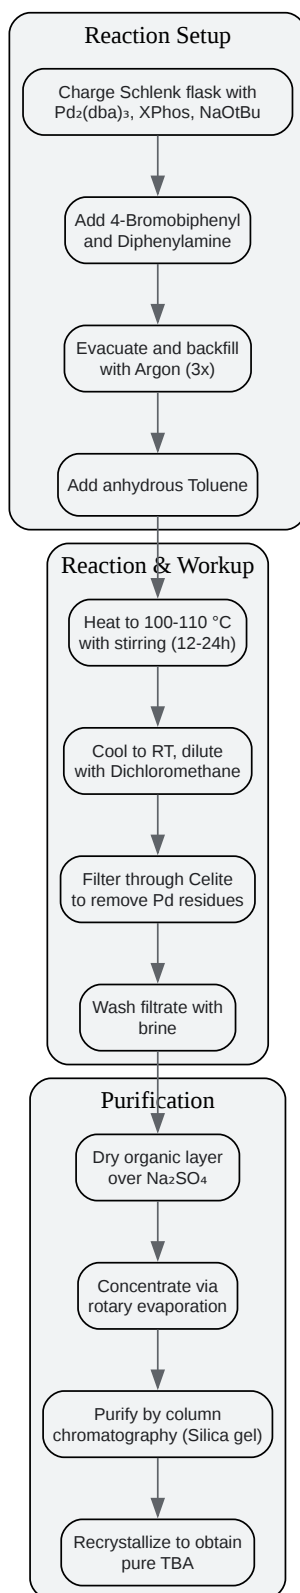 Reaction Setup
Charge Schlenk flask with
Pd₂(dba)₃, XPhos, NaOtBu
Add 4-Bromobiphenyl
and Diphenylamine
Evacuate and backfill
with Argon (3x)
Add anhydrous Toluene
Reaction & Workup
Heat to 100-110 °C
with stirring (12-24h)
Cool to RT, dilute
with Dichloromethane
Filter through Celite
to remove Pd residues
Wash filtrate with
brine
Purification
Dry organic layer
over Na₂SO₄
Concentrate via
rotary evaporation
Purify by column
chromatography (Silica gel)
Recrystallize to obtain
pure TBA